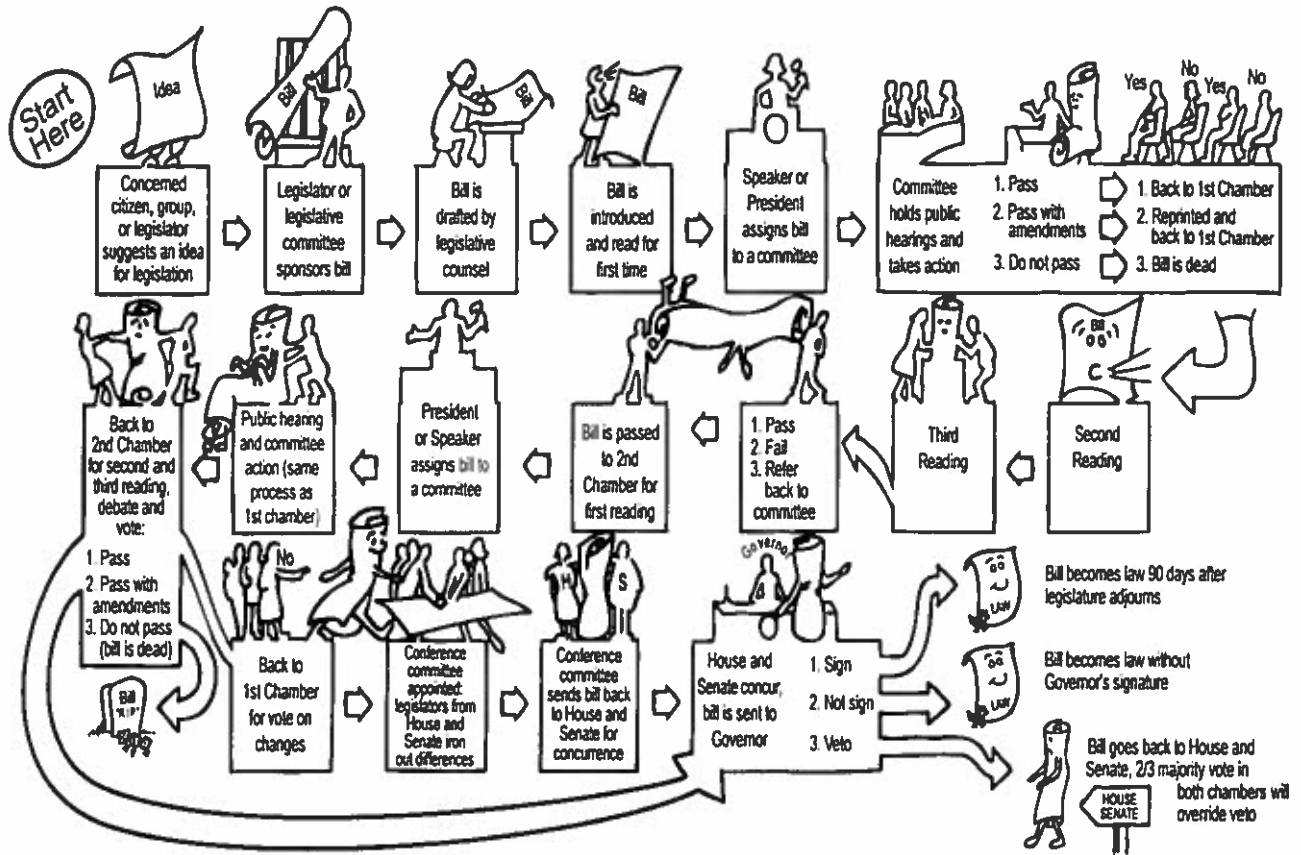 Start
Here
Idea
Concerned
citizen, group,
or legislator
suggests an idea
for legislation
Bill
Legislator or
legislative
committee
sponsors bill
Bill
Bill is
drafted by
legislative
counsel
Bill
Bill is
introduced
and read for
first time
Speaker or
President
assigns bill
to a committee
Yes No Yes No
Committee
holds public
hearings and
takes action
1. Pass
2. Pass with
amendments
3. Do not pass
1. Back to 1st Chamber
2. Reprinted and
back to 1st Chamber
3. Bill is dead
Bill
Second
Reading
Third
Reading
1. Pass
2. Fail
3. Refer
back to
committee
Bill is passed
to 2nd
Chamber for
first reading
President
or Speaker
assigns bill to
a committee
Public hearing
and committee
action (same
process as
1st chamber)
Back to
2nd Chamber
for second and
third reading,
debate and
vote:
1. Pass
2. Pass with
amendments
3. Do not pass
(bill is dead)
Bill
"R.I.P"
No
Back to
1st Chamber
for vote on
changes
Conference
committee
appointed:
legislators from
House and
Senate iron
out differences
H S
Conference
committee
sends bill back
to House and
Senate for
concurrence
Governor
House and
Senate concur,
bill is sent to
Governor
1. Sign
2. Not sign
3. Veto
LAW
Bill becomes law 90 days after
legislature adjourns
LAW
Bill becomes law without
Governor's signature
Bill goes back to House and
Senate, 2/3 majority vote in
both chambers will
override veto
HOUSE
SENATE